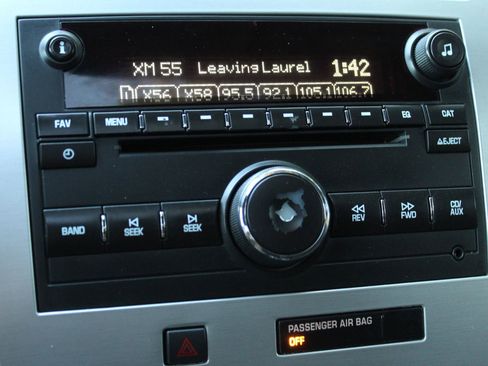 XM 55 Leaving Laurel 1:42
X56 X58 95.5 92.1 105.1 106.7
FAV MENU EQ CAT
EJECT
BAND SEEK SEEK REV FWD CD/AUX
PASSENGER AIR BAG
OFF